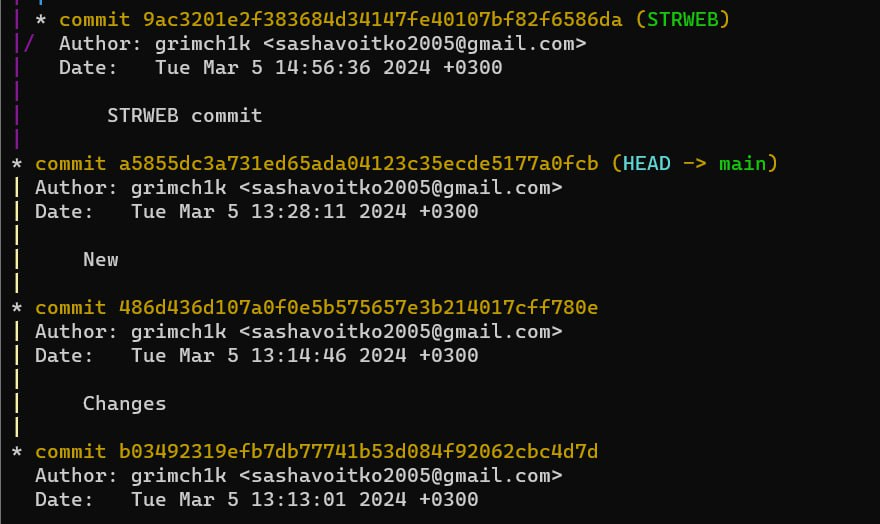 * commit 9ac3201e2f383684d34147fe40107bf82f6586da (STRWEB)
Author: grimch1k <sashavoitko2005@gmail.com>
Date:   Tue Mar 5 14:56:36 2024 +0300
STRWEB commit
* commit a5855dc3a731ed65ada04123c35ecde5177a0fcb (HEAD -> main)
Author: grimch1k <sashavoitko2005@gmail.com>
Date:   Tue Mar 5 13:28:11 2024 +0300
New
* commit 486d436d107a0f0e5b575657e3b214017cff780e
Author: grimch1k <sashavoitko2005@gmail.com>
Date:   Tue Mar 5 13:14:46 2024 +0300
Changes
* commit b03492319efb7db77741b53d084f92062cbc4d7d
Author: grimch1k <sashavoitko2005@gmail.com>
Date:   Tue Mar 5 13:13:01 2024 +0300